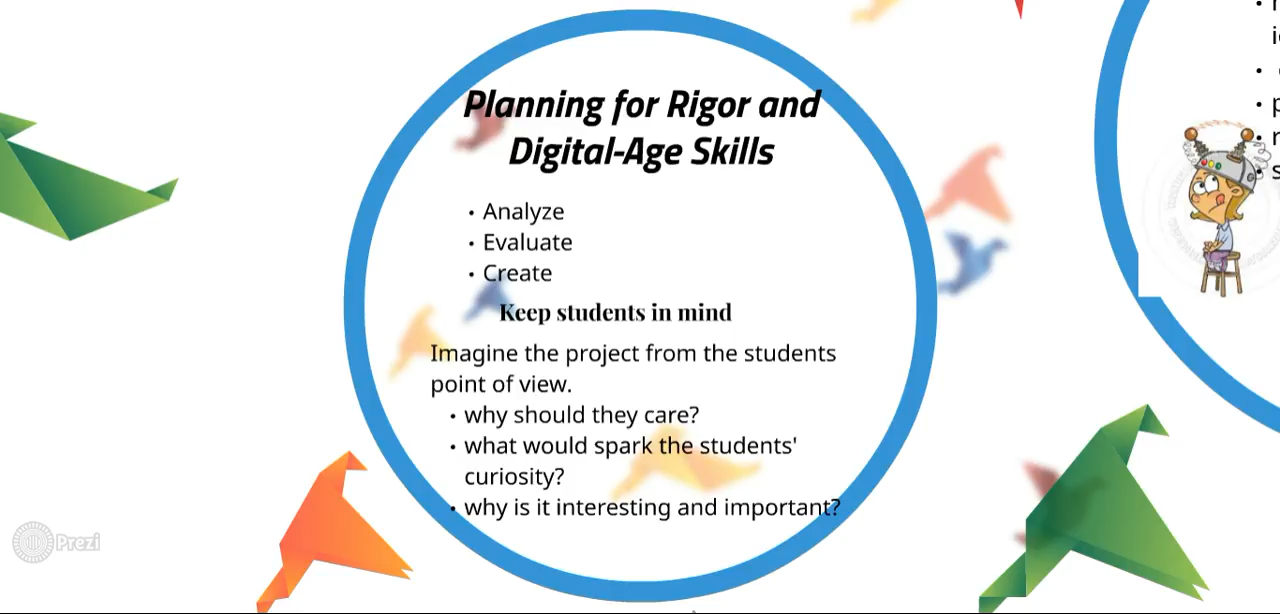 Planning for Rigor and
Digital-Age Skills
• Analyze
• Evaluate
• Create
Keep students in mind
Imagine the project from the students
point of view.
• why should they care?
• what would spark the students'
curiosity?
• why is it interesting and important?
Prezi